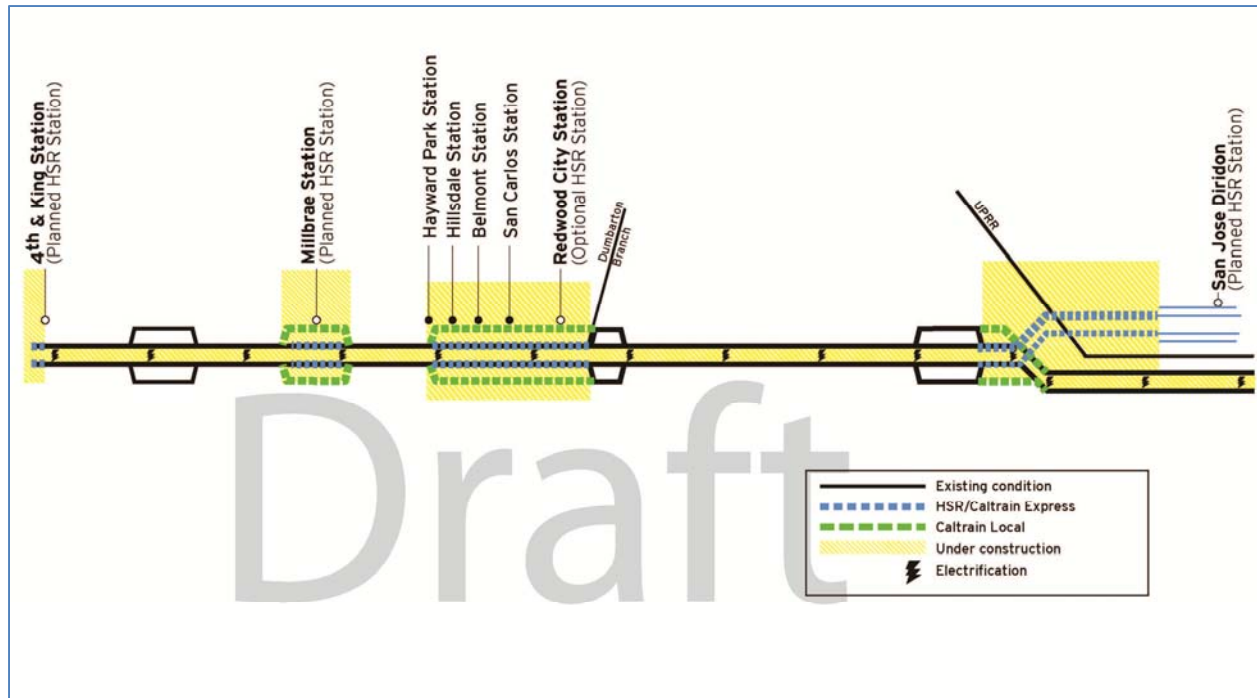 4th & King Station
(Planned HSR Station)
Millbrae Station
(Planned HSR Station)
Hayward Park Station
Hillsdale Station
Belmont Station
San Carlos Station
Redwood City Station
(Optional HSR Station)
Dumbarton
Branch
UPRR
San Jose Diridon
(Planned HSR Station)
Draft
Existing condition
HSR/Caltrain Express
Caltrain Local
Under construction
Electrification